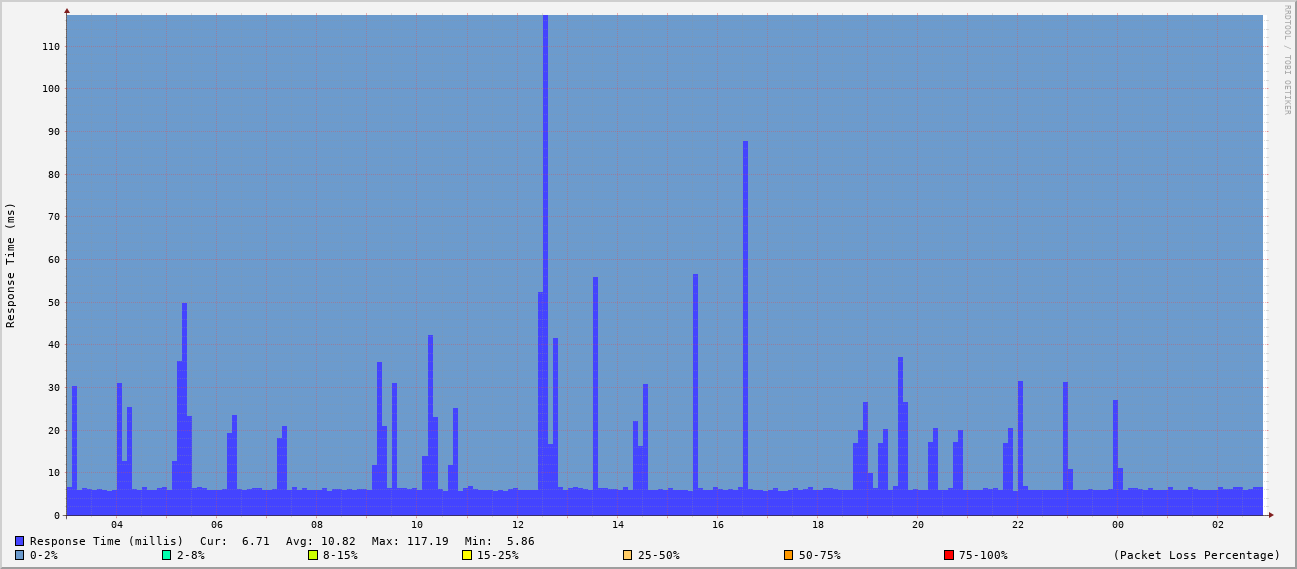 RRDTOOL / TOBI OETIKER
Response Time (ms)
110
100
90
80
70
60
50
40
30
20
10
0
04 06 08 10 12 14 16 18 20 22 00 02
Response Time (millis) Cur: 6.71 Avg: 10.82 Max: 117.19 Min: 5.86
0-2% 2-8% 8-15% 15-25% 25-50% 50-75% 75-100% (Packet Loss Percentage)